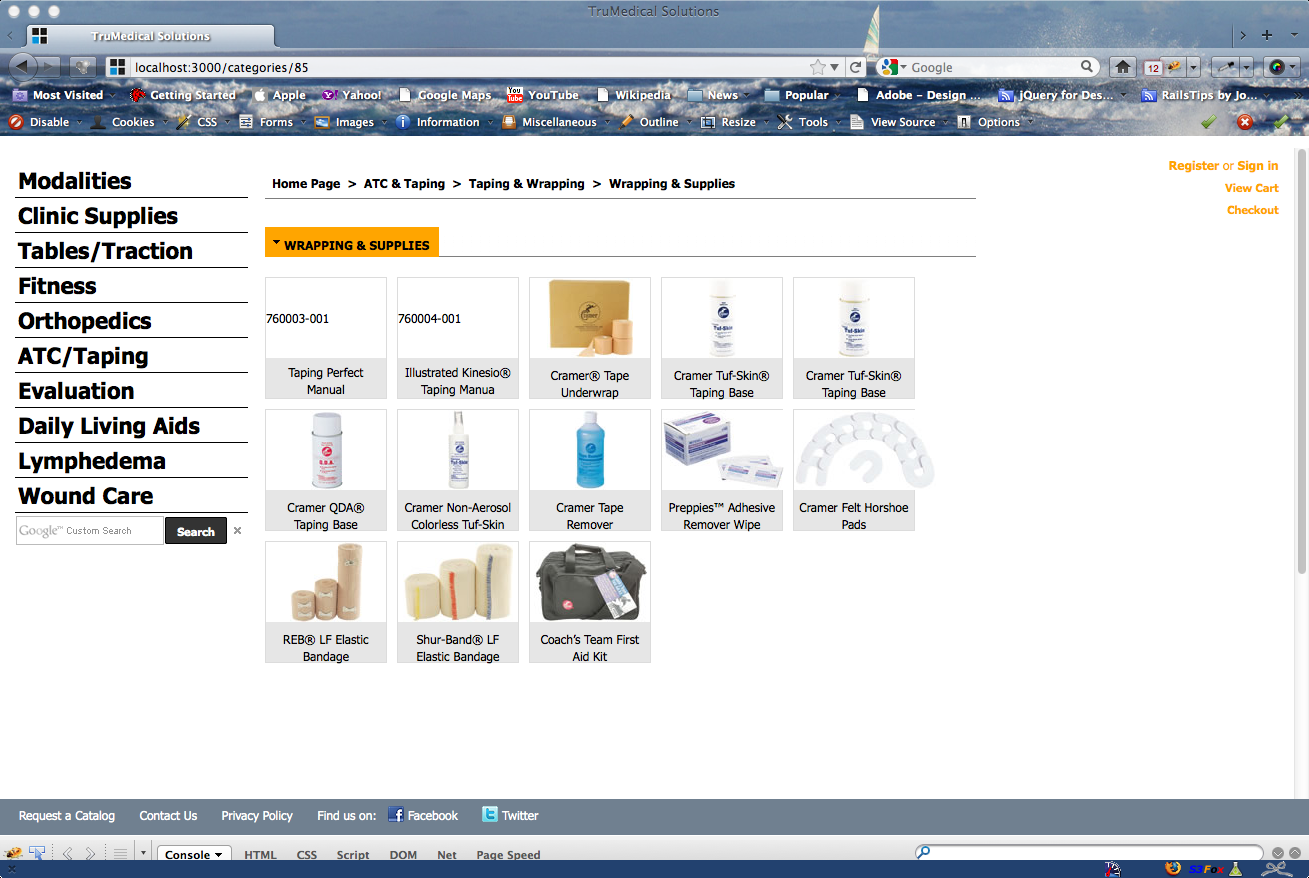 TruMedical Solutions
TruMedical Solutions
localhost:3000/categories/85
Google
12
Most Visited
Getting Started
Apple
Yahoo!
Google Maps
YouTube
Wikipedia
News
Popular
Adobe – Design ...
jQuery for Des...
RailsTips by Jo...
Disable
Cookies
CSS
Forms
Images
Information
Miscellaneous
Outline
Resize
Tools
View Source
Options
Register or Sign in
View Cart
Checkout
Modalities
Clinic Supplies
Tables/Traction
Fitness
Orthopedics
ATC/Taping
Evaluation
Daily Living Aids
Lymphedema
Wound Care
Google™ Custom Search
Search
Home Page > ATC & Taping > Taping & Wrapping > Wrapping & Supplies
WRAPPING & SUPPLIES
760003-001
Taping Perfect
Manual
760004-001
Illustrated Kinesio®
Taping Manua
Cramer® Tape
Underwrap
Cramer Tuf-Skin®
Taping Base
Cramer Tuf-Skin®
Taping Base
Cramer QDA®
Taping Base
Cramer Non-Aerosol
Colorless Tuf-Skin
Cramer Tape
Remover
Preppies™ Adhesive
Remover Wipe
Cramer Felt Horshoe
Pads
REB® LF Elastic
Bandage
Shur-Band® LF
Elastic Bandage
Coach's Team First
Aid Kit
Request a Catalog
Contact Us
Privacy Policy
Find us on:
Facebook
Twitter
Console
HTML
CSS
Script
DOM
Net
Page Speed
S3Fox